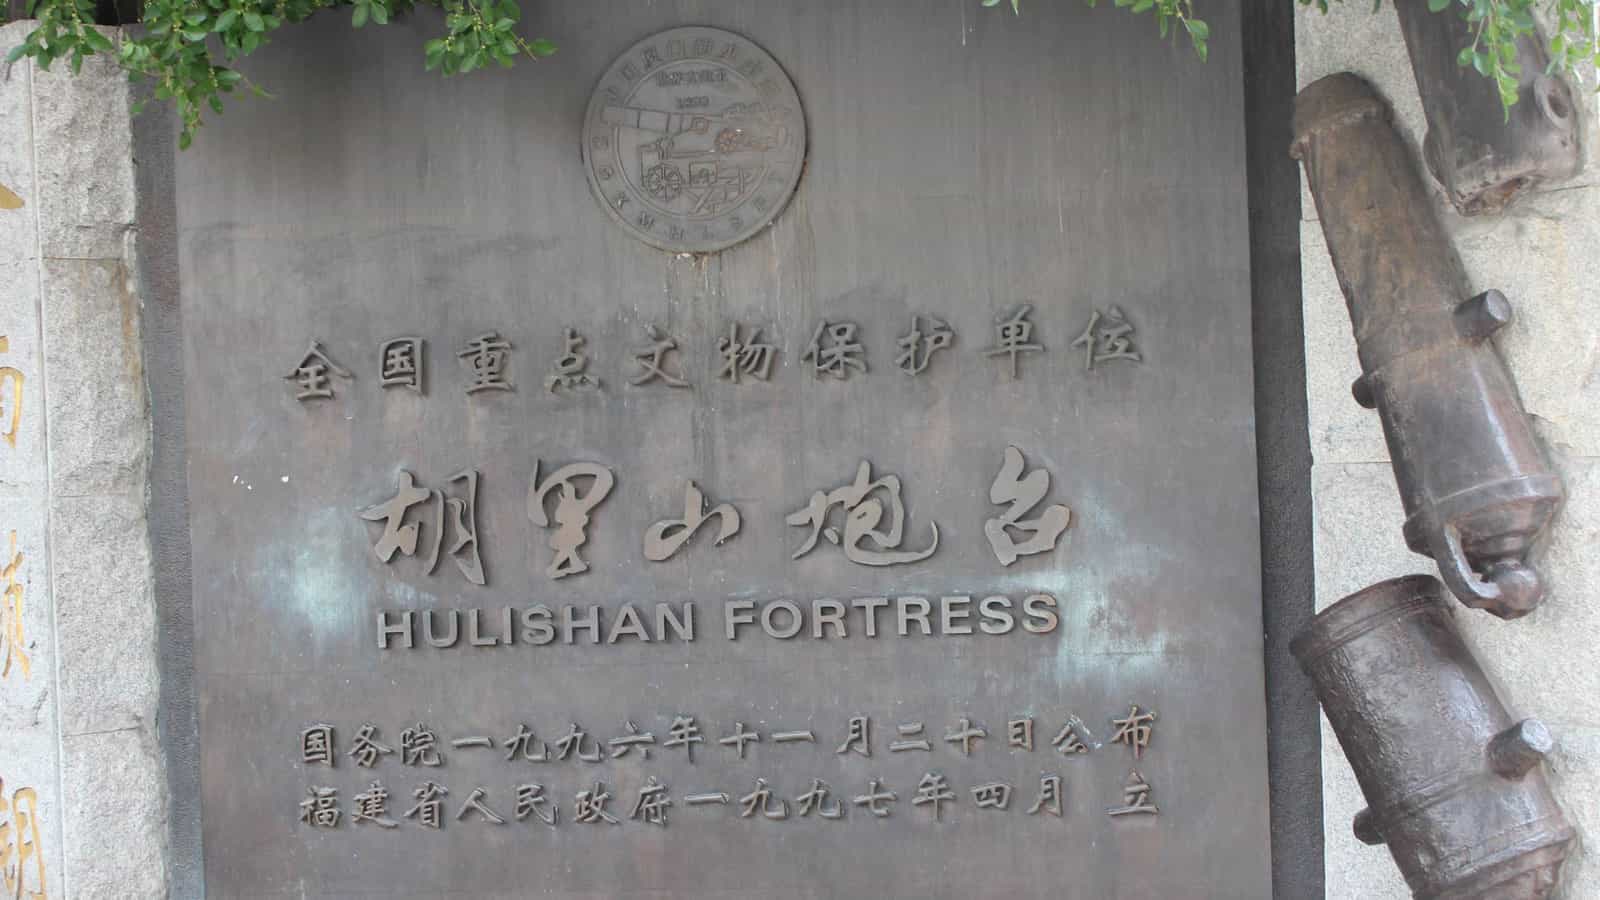 全国重点文物保护单位
胡里山炮台
HULISHAN FORTRESS
国务院一九九六年十一月二十日公布
福建省人民政府一九九七年四月 立